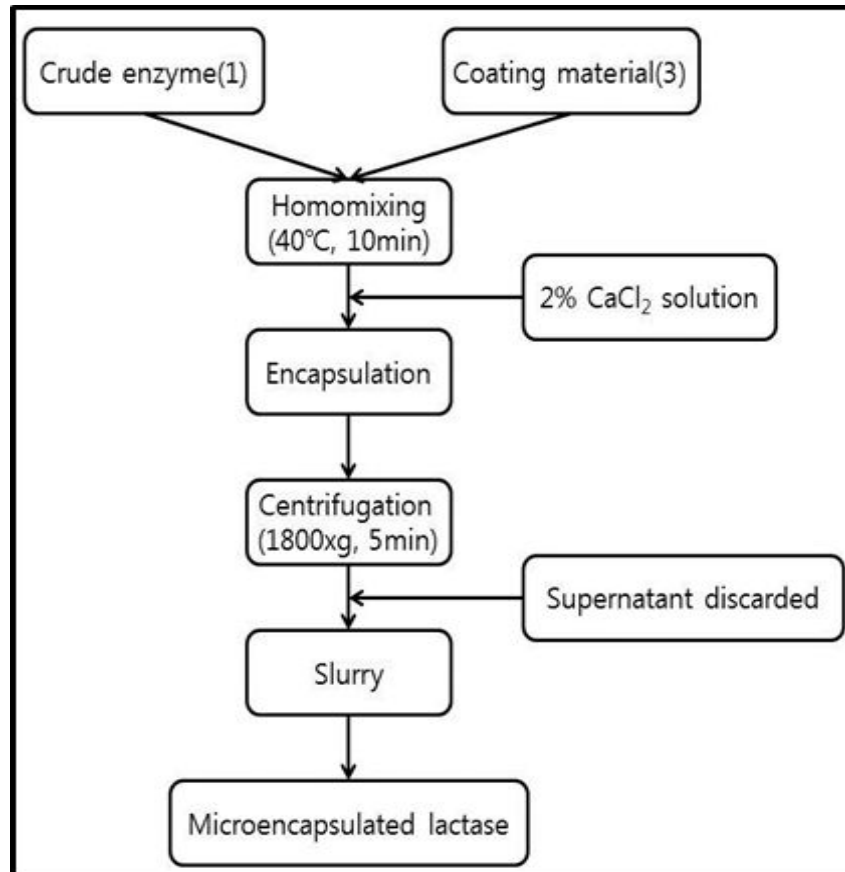 Crude enzyme(1)
Coating material(3)
Homomixing
(40℃, 10min)
2% CaCl₂ solution
Encapsulation
Centrifugation
(1800xg, 5min)
Supernatant discarded
Slurry
Microencapsulated lactase